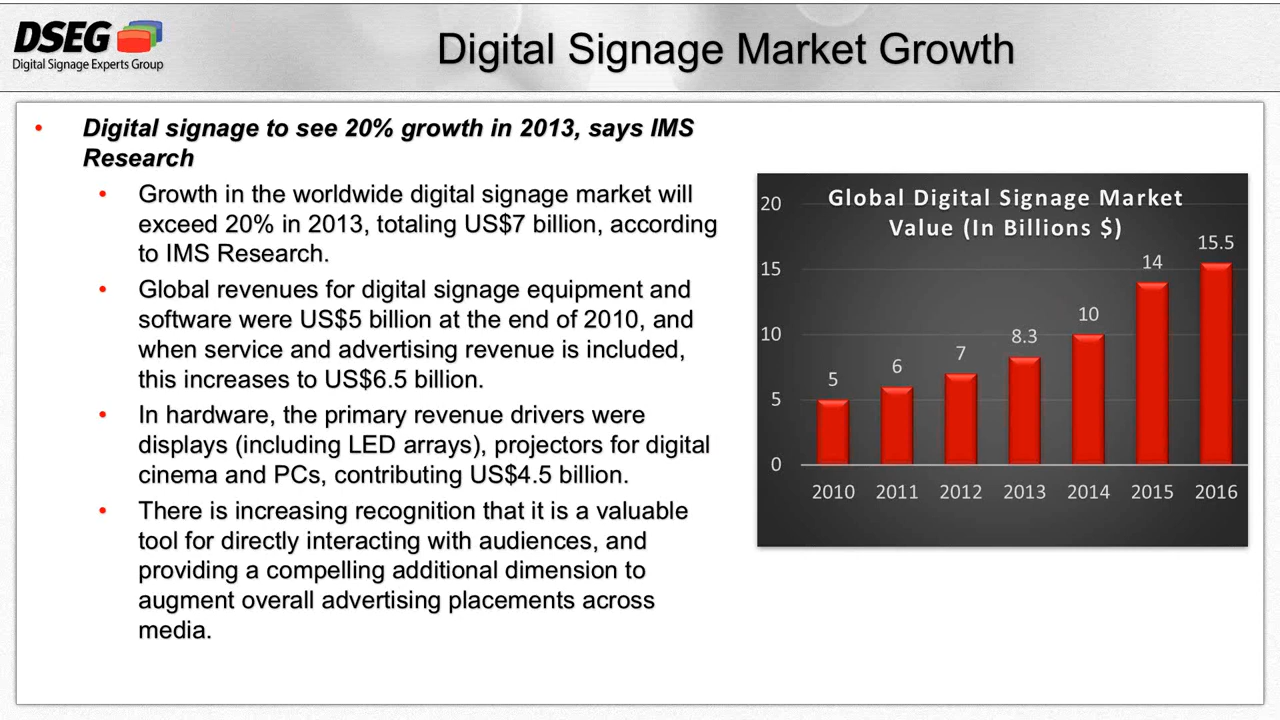 DSEG
Digital Signage Experts Group
Digital Signage Market Growth
• Digital signage to see 20% growth in 2013, says IMS
Research
• Growth in the worldwide digital signage market will
exceed 20% in 2013, totaling US$7 billion, according
to IMS Research.
• Global revenues for digital signage equipment and
software were US$5 billion at the end of 2010, and
when service and advertising revenue is included,
this increases to US$6.5 billion.
• In hardware, the primary revenue drivers were
displays (including LED arrays), projectors for digital
cinema and PCs, contributing US$4.5 billion.
• There is increasing recognition that it is a valuable
tool for directly interacting with audiences, and
providing a compelling additional dimension to
augment overall advertising placements across
media.
Global Digital Signage Market
Value (In Billions $)
20
15
10
5
0
5
6
7
8.3
10
14
15.5
2010 2011 2012 2013 2014 2015 2016